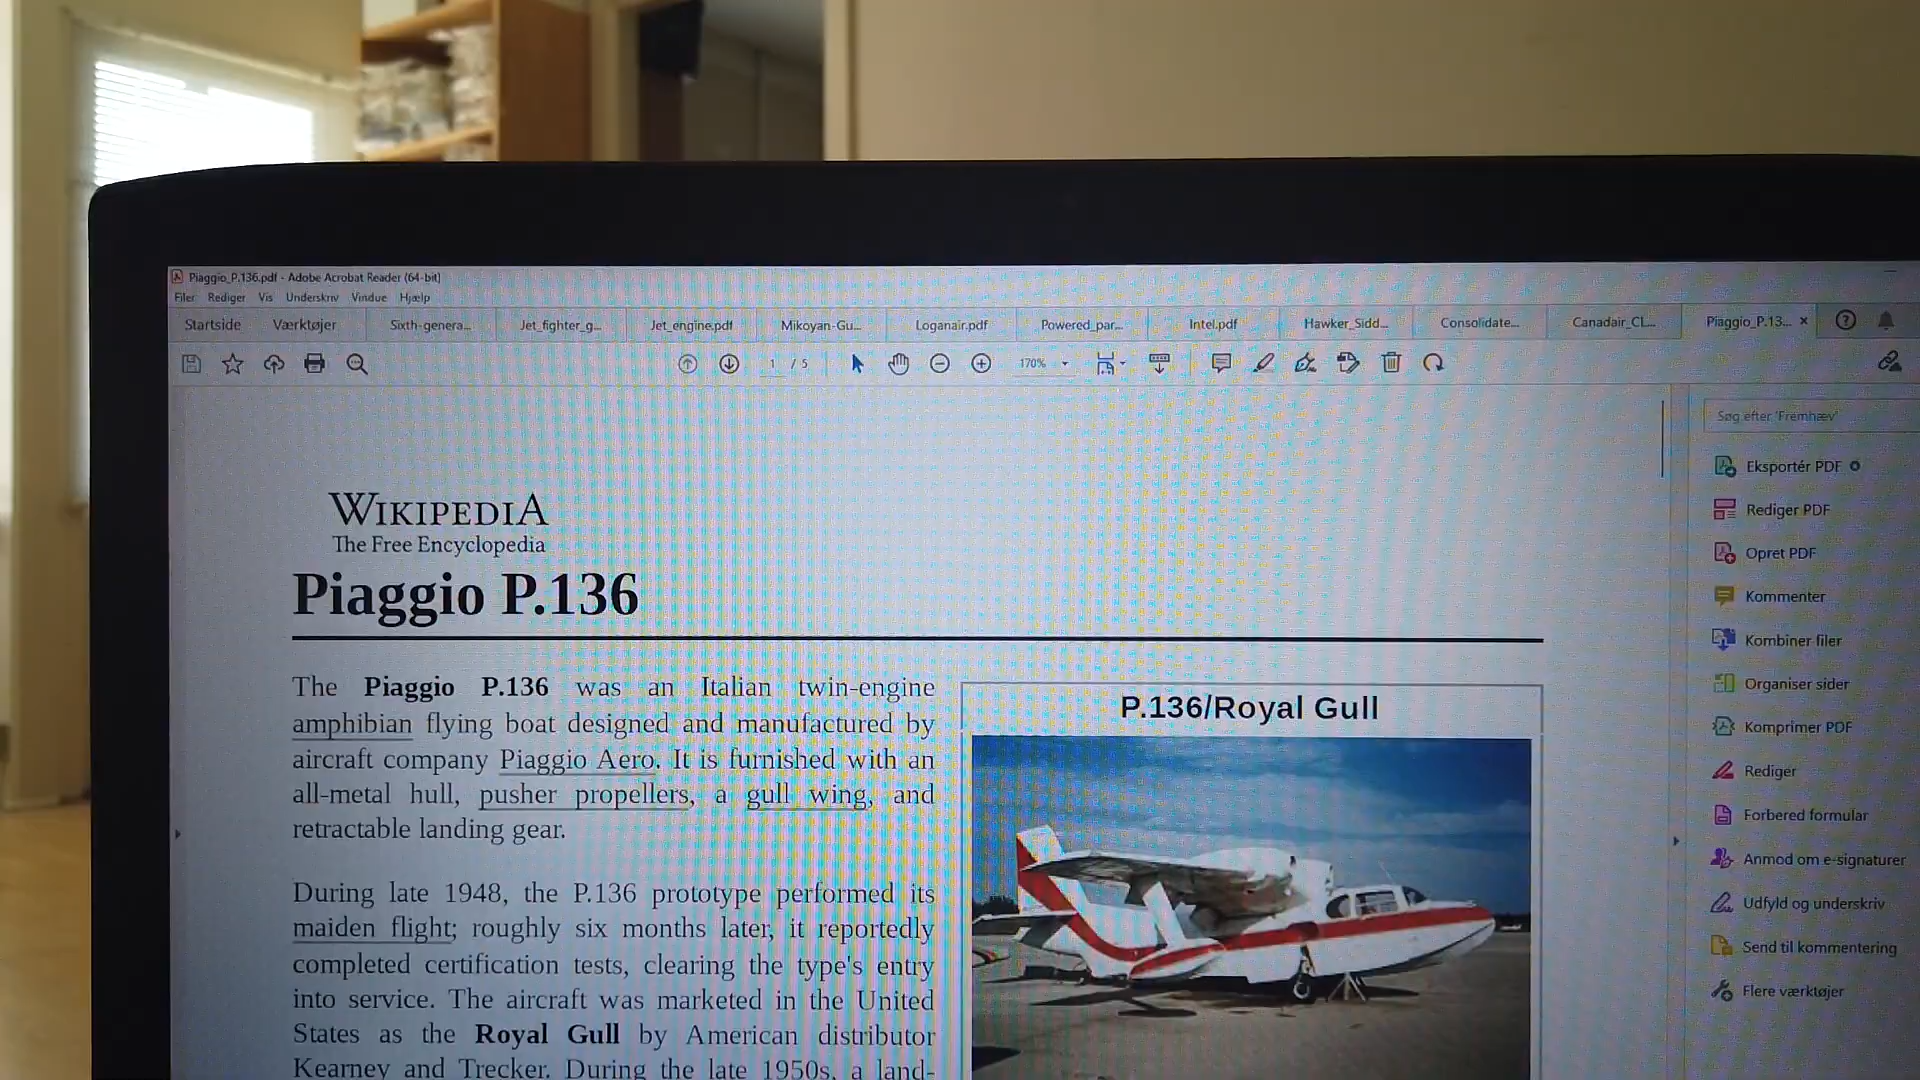 Piaggio_P.136.pdf - Adobe Acrobat Reader (64-bit)
Filer Rediger Vis Underskriv Vindue Hjælp
Startside Værktøjer Sixth-genera... Jet_fighter_g... Jet_engine.pdf Mikoyan-Gu... Loganair.pdf Powered_par... Intel.pdf Hawker_Sidd... Consolidate... Canadair_CL... Piaggio_P.13... ×
1 / 5 170%
Søg efter 'Fremhæv'
Eksportér PDF
Rediger PDF
Opret PDF
Kommenter
Kombiner filer
Organiser sider
Komprimer PDF
Rediger
Forbered formular
Anmod om e-signaturer
Udfyld og underskriv
Send til kommentering
Flere værktøjer
WIKIPEDIA
The Free Encyclopedia
Piaggio P.136
The Piaggio P.136 was an Italian twin-engine
amphibian flying boat designed and manufactured by
aircraft company Piaggio Aero. It is furnished with an
all-metal hull, pusher propellers, a gull wing, and
retractable landing gear.
During late 1948, the P.136 prototype performed its
maiden flight; roughly six months later, it reportedly
completed certification tests, clearing the type's entry
into service. The aircraft was marketed in the United
States as the Royal Gull by American distributor
Kearney and Trecker. During the late 1950s, a land-
P.136/Royal Gull